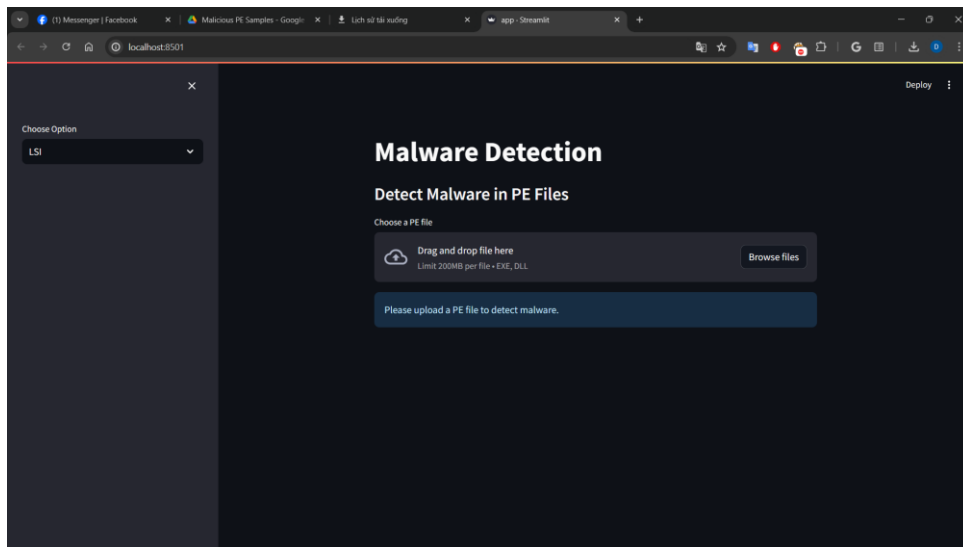 (1) Messenger | Facebook
Malicious PE Samples - Google
Lịch sử tải xuống
app · Streamlit
localhost:8501
G
D
Deploy
Choose Option
LSI
Malware Detection
Detect Malware in PE Files
Choose a PE file
Drag and drop file here
Limit 200MB per file • EXE, DLL
Browse files
Please upload a PE file to detect malware.